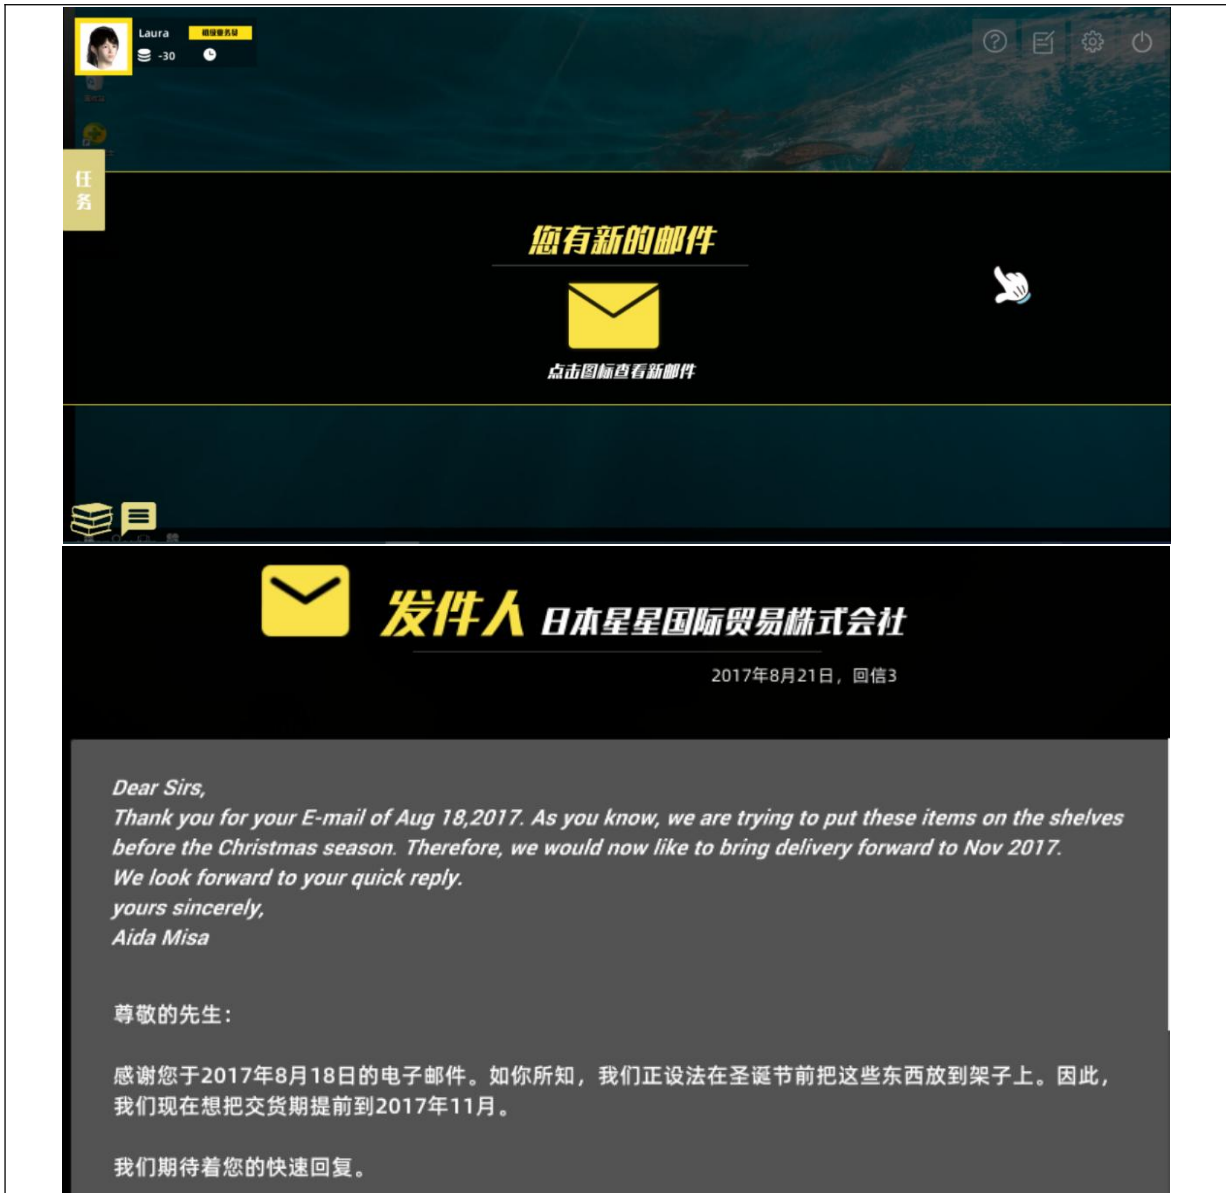 Laura
-30
任务
您有新的邮件
点击图标查看新邮件
发件人 日本星星国际贸易株式会社
2017年8月21日，回信3
Dear Sirs,
Thank you for your E-mail of Aug 18,2017. As you know, we are trying to put these items on the shelves
before the Christmas season. Therefore, we would now like to bring delivery forward to Nov 2017.
We look forward to your quick reply.
yours sincerely,
Aida Misa
尊敬的先生：
感谢您于2017年8月18日的电子邮件。如你所知，我们正设法在圣诞节前把这些东西放到架子上。因此，
我们现在想把交货期提前到2017年11月。
我们期待着您的快速回复。